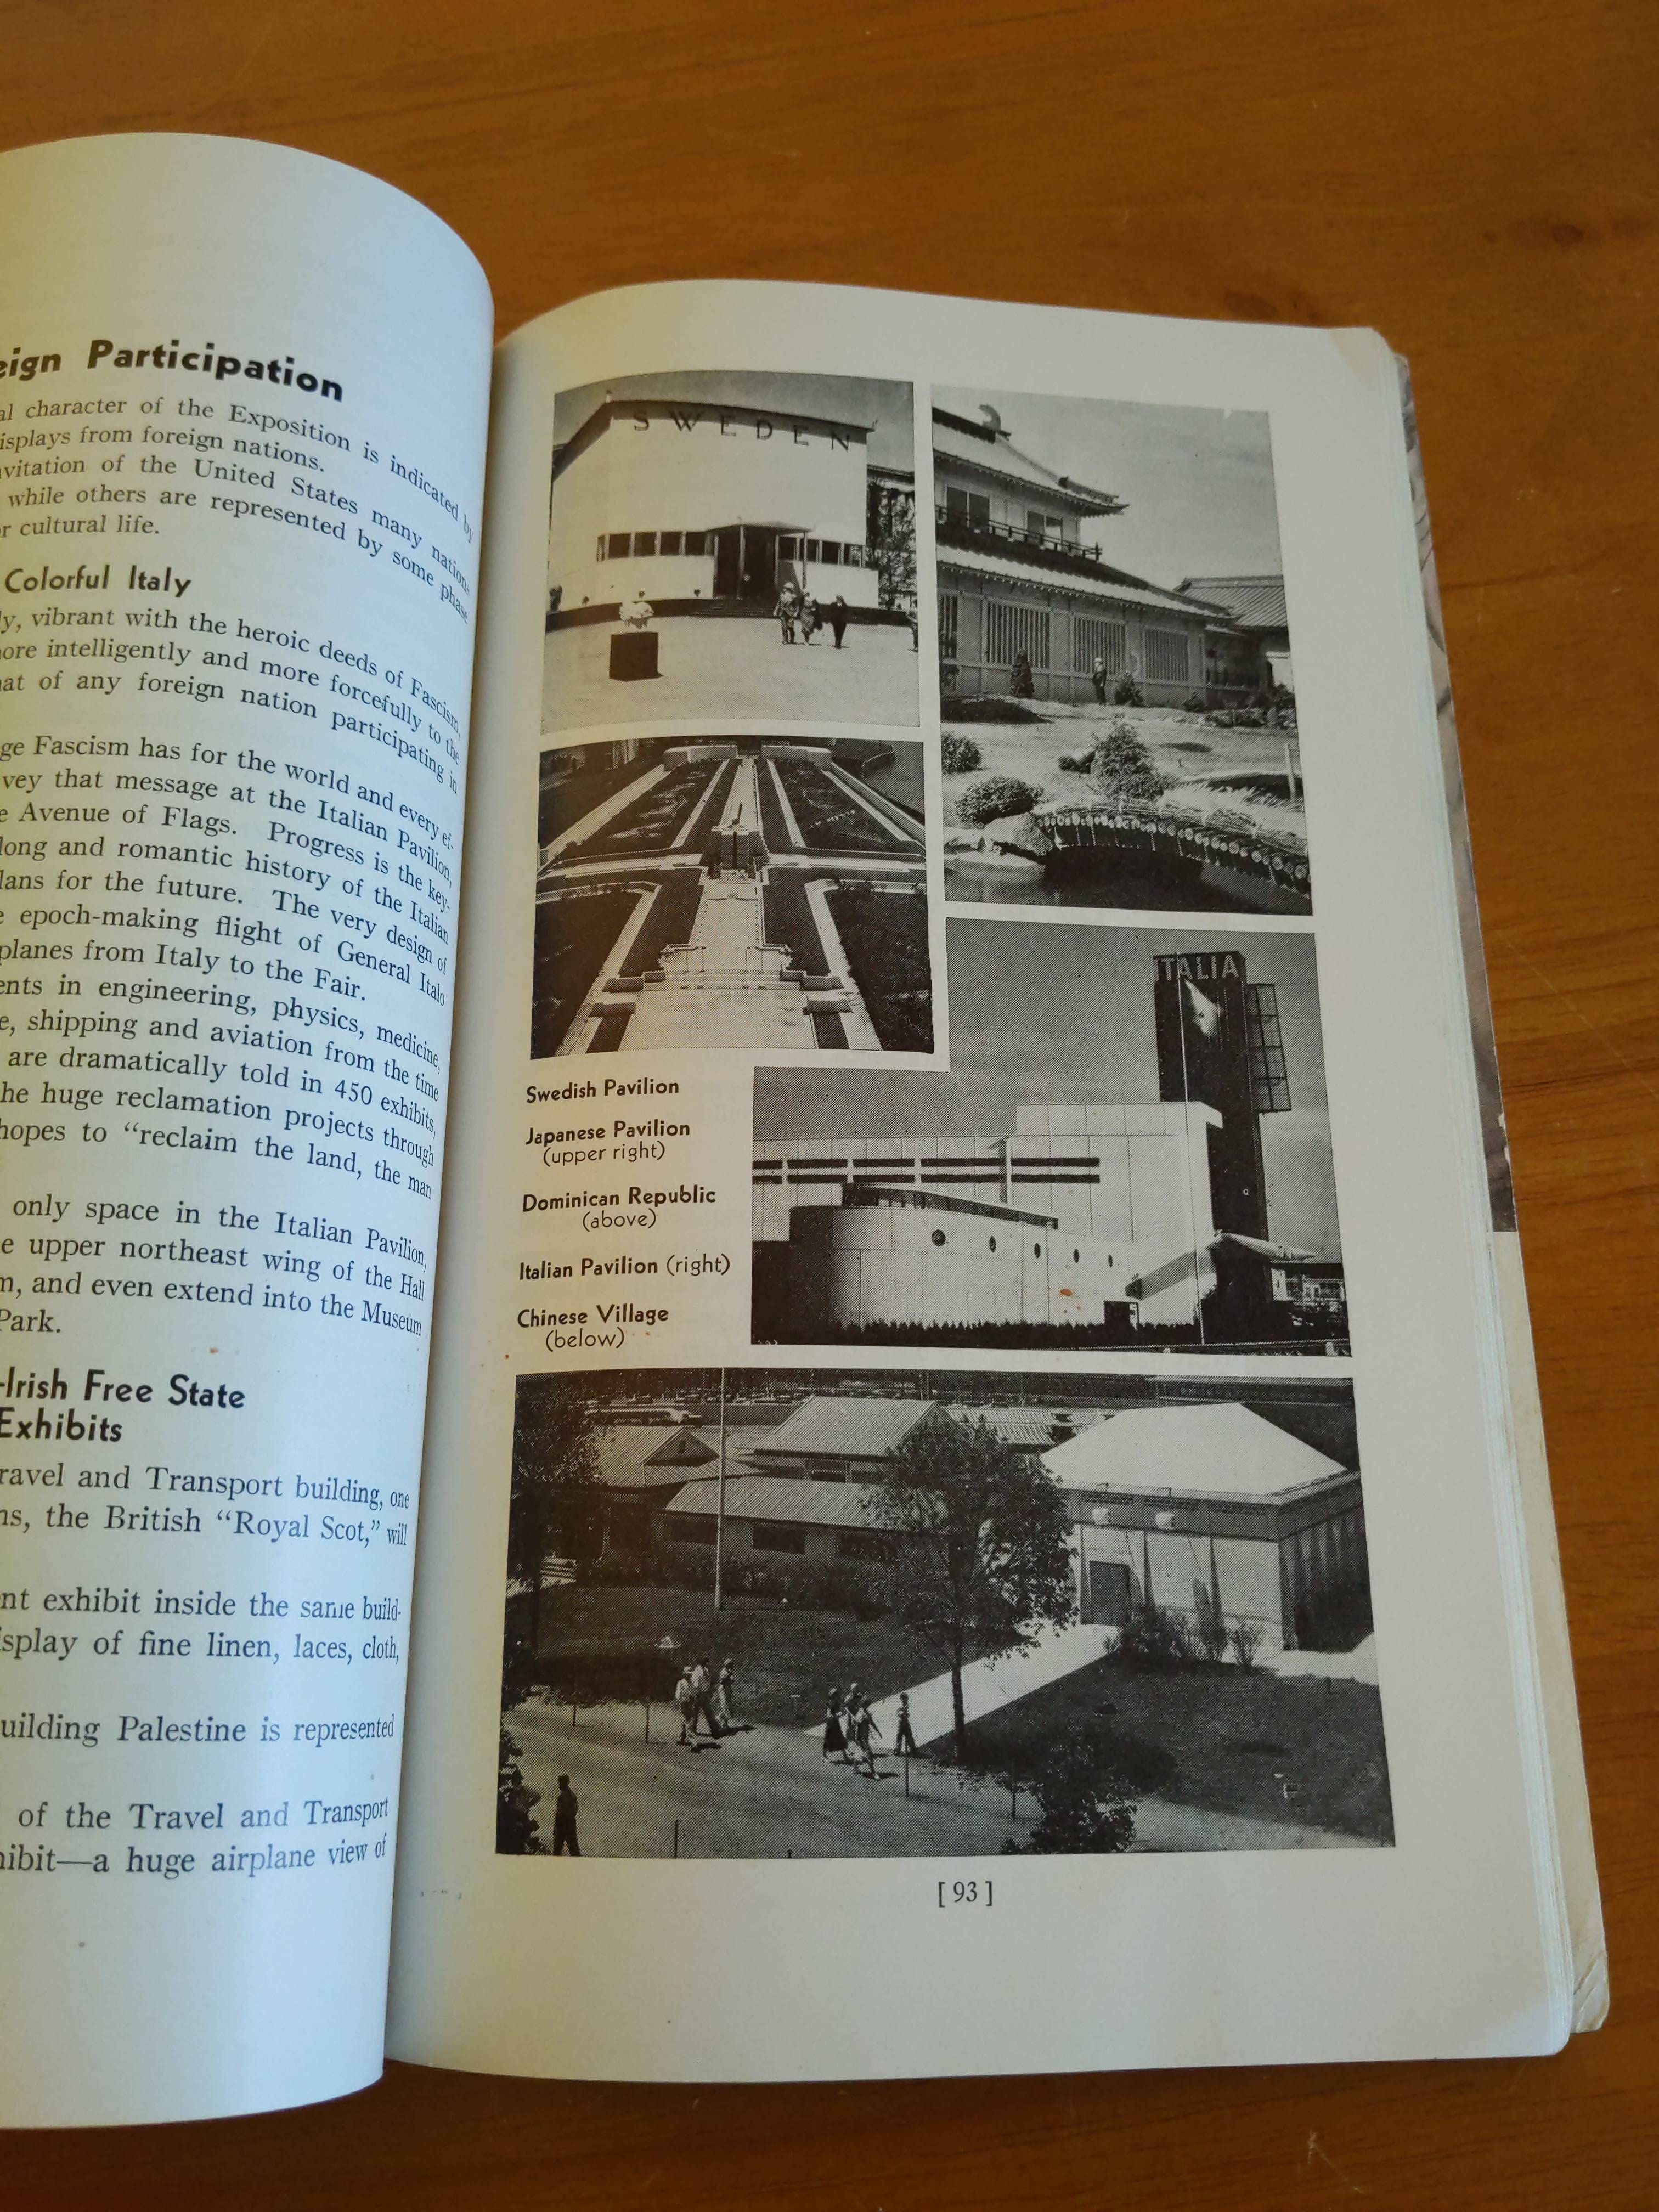 eign Participation
al character of the Exposition is indicated by
isplays from foreign nations.
vitation of the United States many nations
while others are represented by some phase
r cultural life.
Colorful Italy
ly, vibrant with the heroic deeds of Fascism,
ore intelligently and more forcefully to the
hat of any foreign nation participating in
ge Fascism has for the world and every ef-
vey that message at the Italian Pavilion,
e Avenue of Flags. Progress is the key-
long and romantic history of the Italian
lans for the future. The very design of
e epoch-making flight of General Italo
planes from Italy to the Fair.
ents in engineering, physics, medicine,
e, shipping and aviation from the time
are dramatically told in 450 exhibits,
he huge reclamation projects through
hopes to “reclaim the land, the man
only space in the Italian Pavilion,
e upper northeast wing of the Hall
m, and even extend into the Museum
Park.
-Irish Free State
Exhibits
ravel and Transport building, one
ns, the British “Royal Scot,” will
nt exhibit inside the same build-
isplay of fine linen, laces, cloth,
uilding Palestine is represented
of the Travel and Transport
hibit—a huge airplane view of
SWEDEN
ITALIA
Swedish Pavilion
Japanese Pavilion
(upper right)
Dominican Republic
(above)
Italian Pavilion (right)
Chinese Village
(below)
[93]